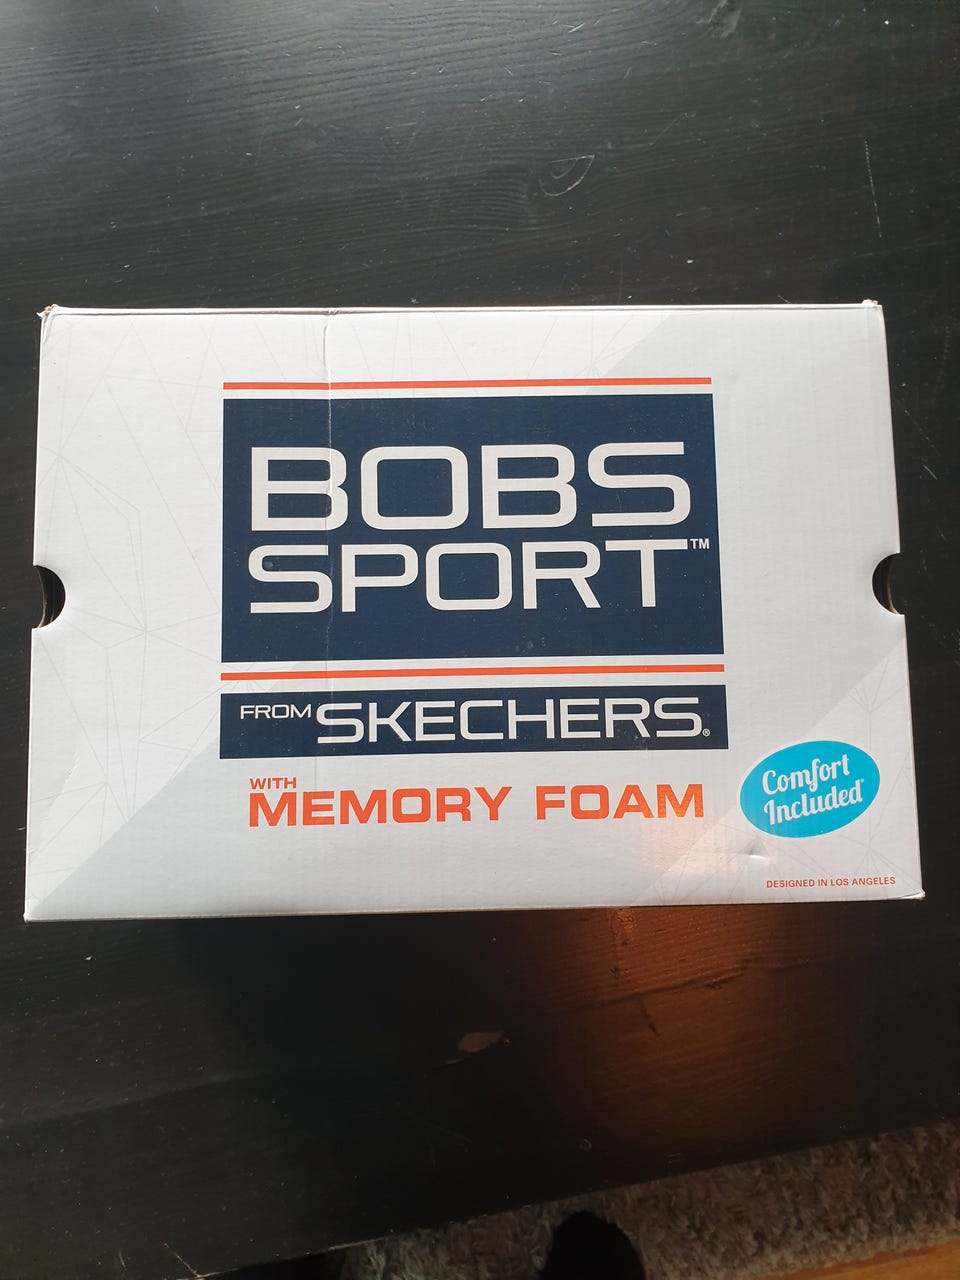 BOBS
SPORT™
FROM SKECHERS®
WITH
MEMORY FOAM
Comfort
Included®
DESIGNED IN LOS ANGELES